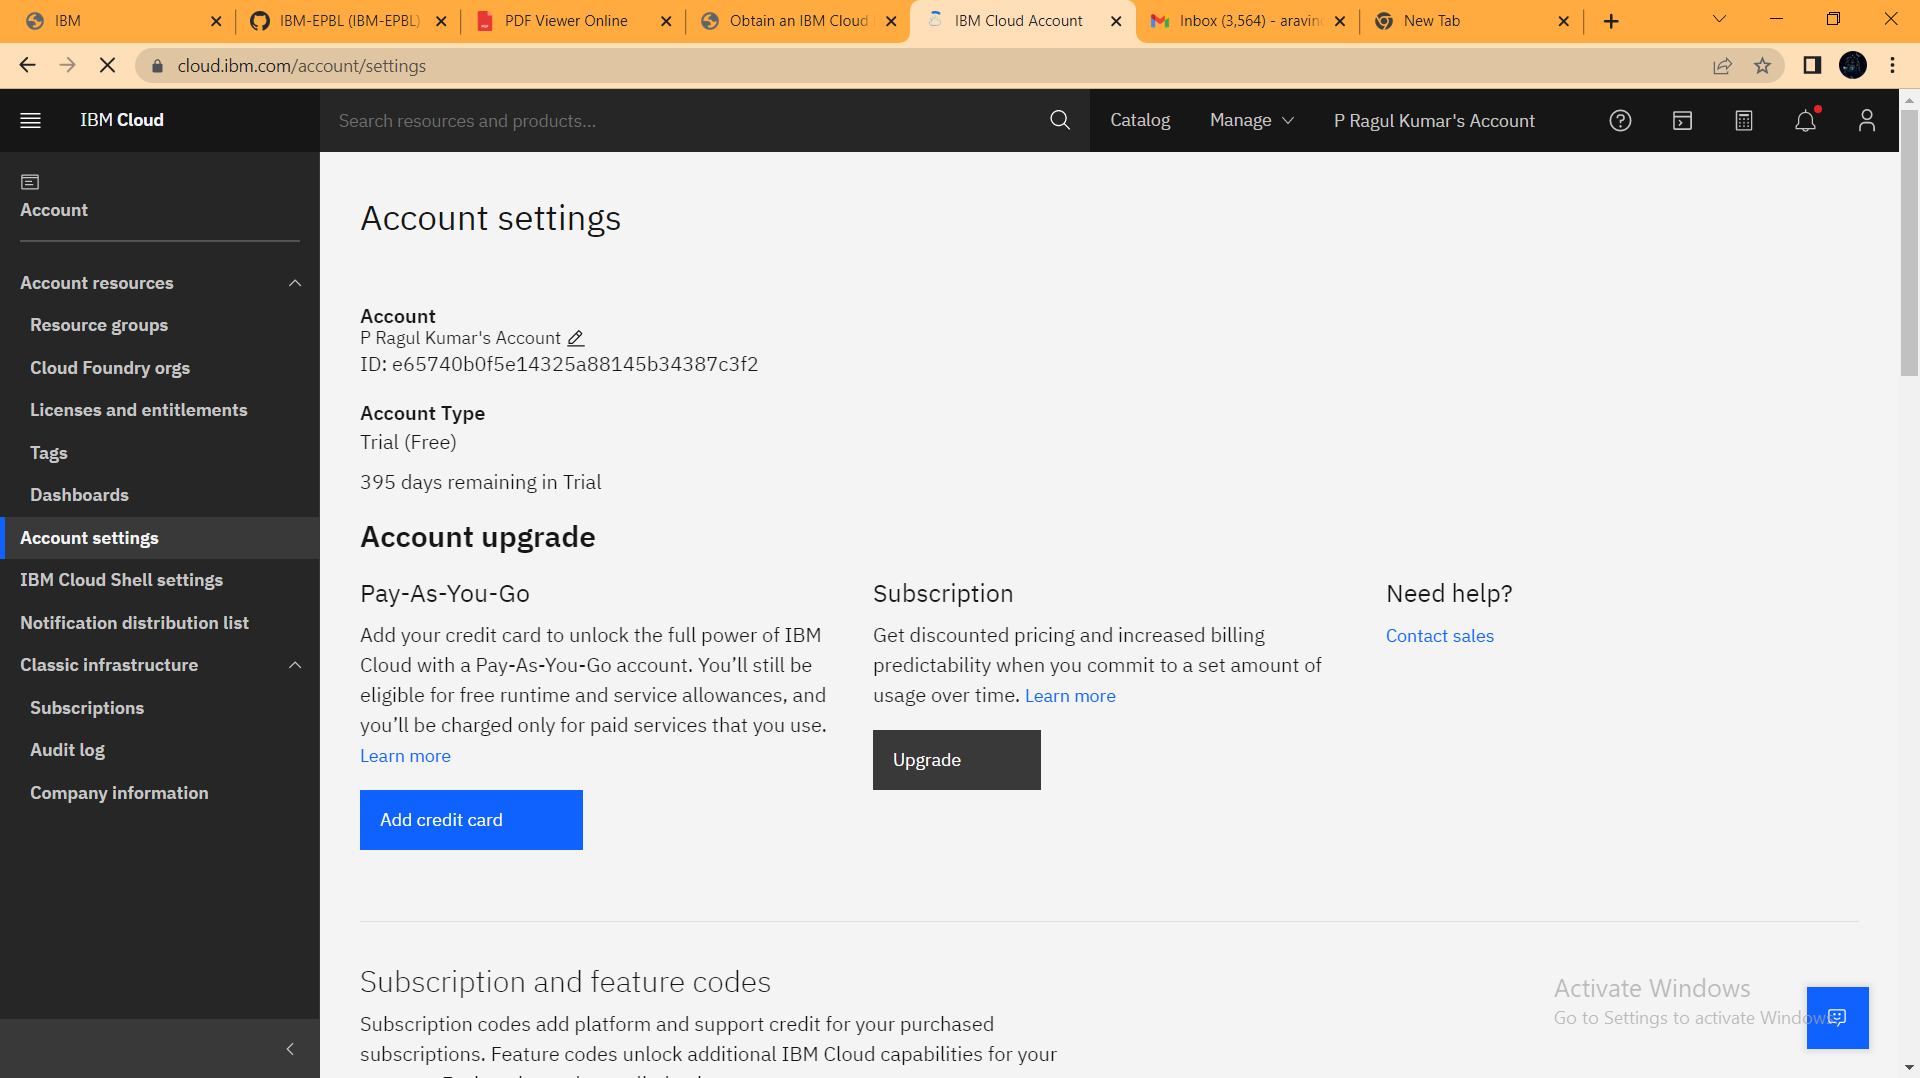 IBM
IBM-EPBL (IBM-EPBL)
PDF Viewer Online
Obtain an IBM Cloud
IBM Cloud Account
Inbox (3,564) - aravin
New Tab
cloud.ibm.com/account/settings
IBM Cloud
Search resources and products...
Catalog
Manage
P Ragul Kumar's Account
Account
Account resources
Resource groups
Cloud Foundry orgs
Licenses and entitlements
Tags
Dashboards
Account settings
IBM Cloud Shell settings
Notification distribution list
Classic infrastructure
Subscriptions
Audit log
Company information
Account settings
Account
P Ragul Kumar's Account
ID: e65740b0f5e14325a88145b34387c3f2
Account Type
Trial (Free)
395 days remaining in Trial
Account upgrade
Pay-As-You-Go
Add your credit card to unlock the full power of IBM
Cloud with a Pay-As-You-Go account. You’ll still be
eligible for free runtime and service allowances, and
you’ll be charged only for paid services that you use.
Learn more
Add credit card
Subscription
Get discounted pricing and increased billing
predictability when you commit to a set amount of
usage over time. Learn more
Upgrade
Need help?
Contact sales
Subscription and feature codes
Subscription codes add platform and support credit for your purchased
subscriptions. Feature codes unlock additional IBM Cloud capabilities for your
Activate Windows
Go to Settings to activate Windows.